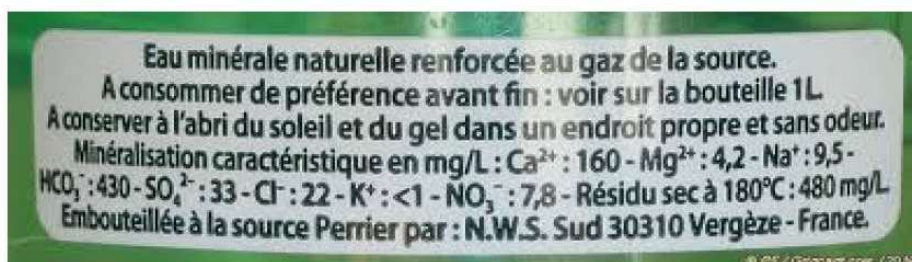 Eau minérale naturelle renforcée au gaz de la source.
A consommer de préférence avant fin : voir sur la bouteille 1L
A conserver à l'abri du soleil et du gel dans un endroit propre et sans odeur.
Minéralisation caractéristique en mg/L : Ca²⁺ : 160 - Mg²⁺ : 4,2 - Na⁺ : 9,5 -
HCO₃⁻ : 430 - SO₄²⁻ : 33 - Cl⁻ : 22 - K⁺ : <1 - NO₃⁻ : 7,8 - Résidu sec à 180°C : 480 mg/L
Embouteillée à la source Perrier par : N.W.S. Sud 30310 Vergèze - France.